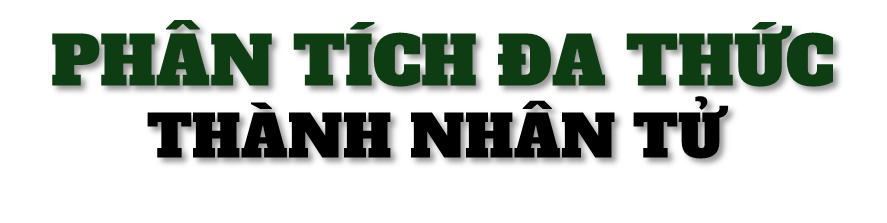 PHÂN TÍCH ĐA THỨC
THÀNH NHÂN TỬ